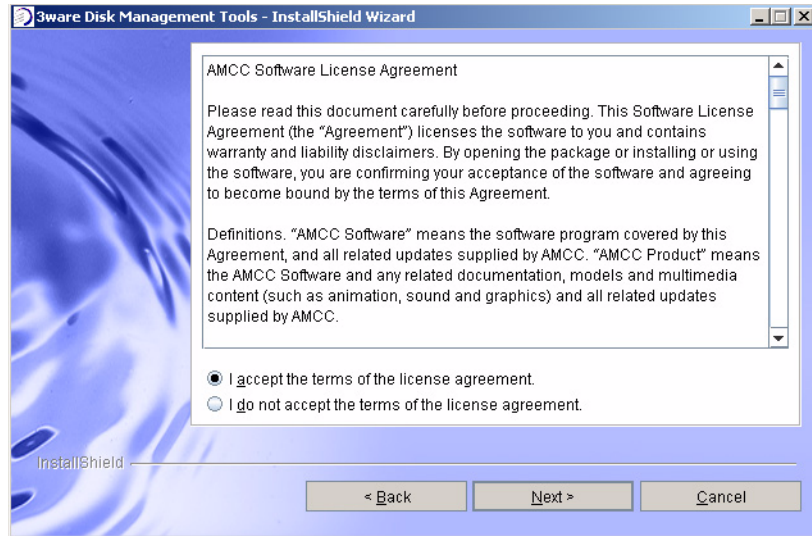 3ware Disk Management Tools - InstallShield Wizard
AMCC Software License Agreement
Please read this document carefully before proceeding. This Software License
Agreement (the “Agreement”) licenses the software to you and contains
warranty and liability disclaimers. By opening the package or installing or using
the software, you are confirming your acceptance of the software and agreeing
to become bound by the terms of this Agreement.
Definitions. “AMCC Software” means the software program covered by this
Agreement, and all related updates supplied by AMCC. “AMCC Product” means
the AMCC Software and any related documentation, models and multimedia
content (such as animation, sound and graphics) and all related updates
supplied by AMCC.
I accept the terms of the license agreement.
I do not accept the terms of the license agreement.
InstallShield
< Back
Next >
Cancel